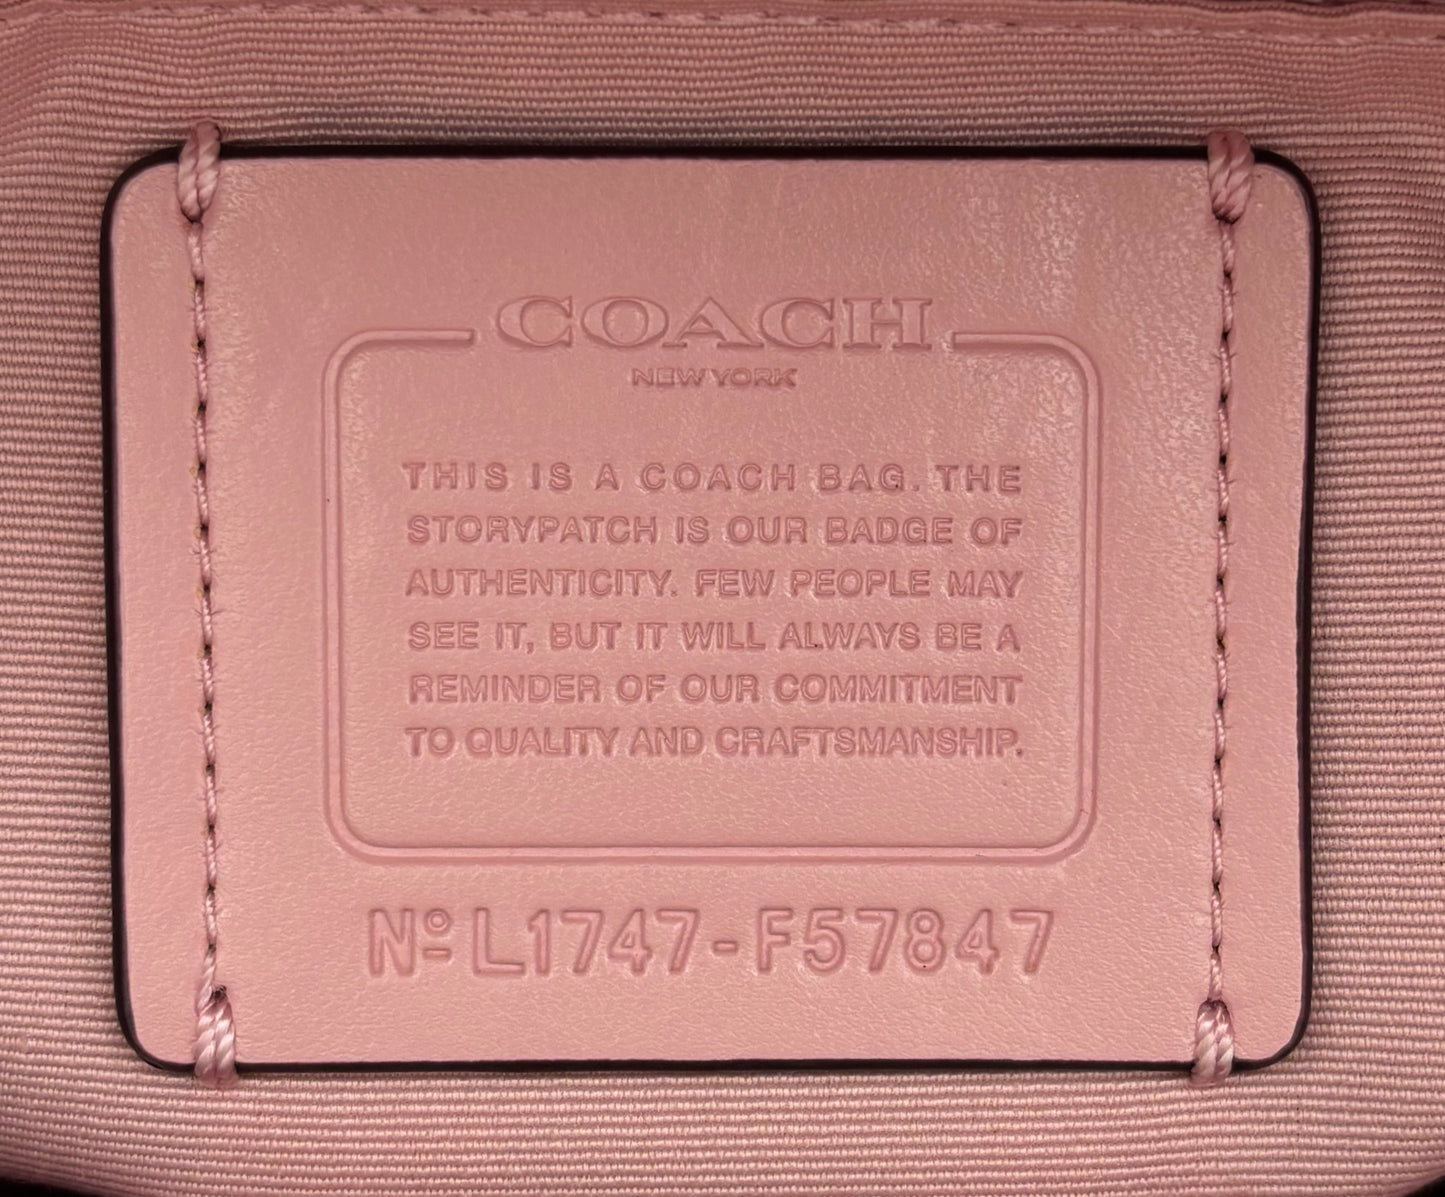 COACH
NEW YORK
THIS IS A COACH BAG. THE
STORYPATCH IS OUR BADGE OF
AUTHENTICITY. FEW PEOPLE MAY
SEE IT, BUT IT WILL ALWAYS BE A
REMINDER OF OUR COMMITMENT
TO QUALITY AND CRAFTSMANSHIP.
Nº L1747-F57847